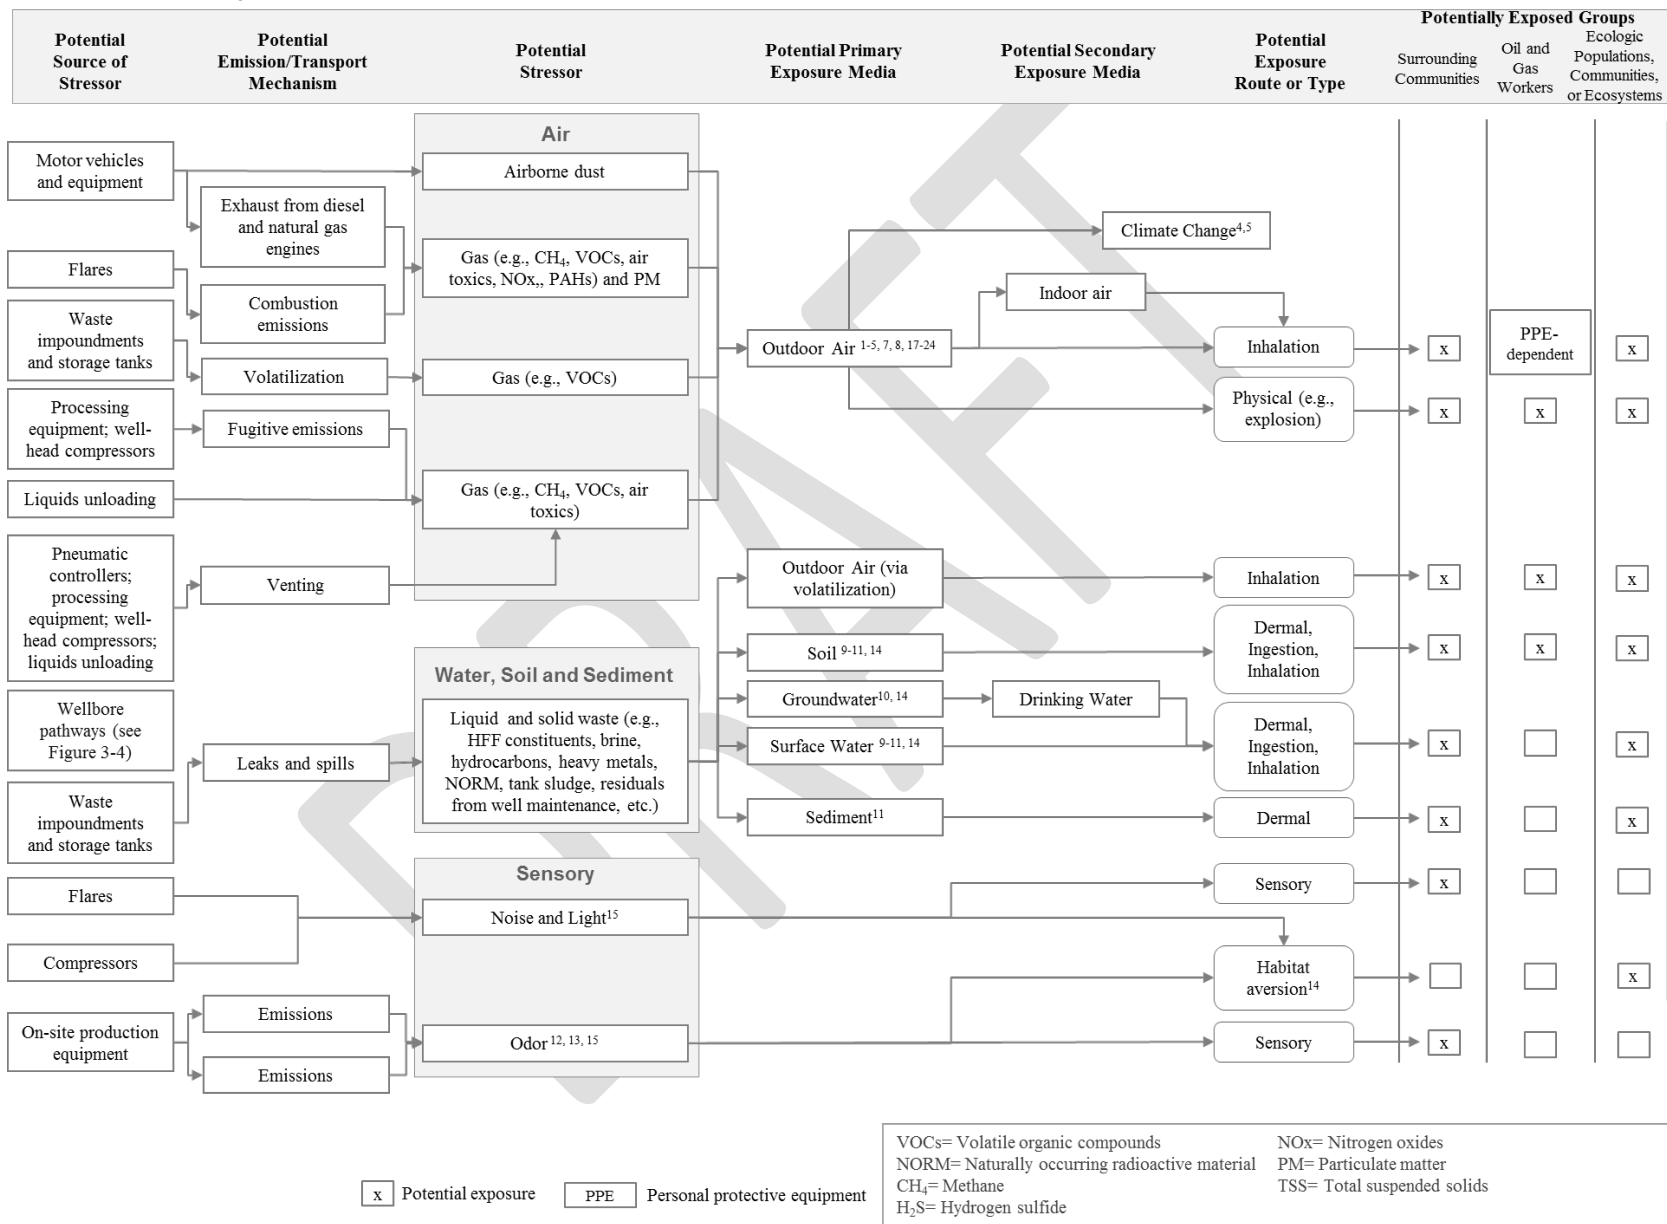 Potentially Exposed Groups
Potential
Source of
Stressor
Potential
Emission/Transport
Mechanism
Potential
Stressor
Potential Primary
Exposure Media
Potential Secondary
Exposure Media
Potential
Exposure
Route or Type
Surrounding
Communities
Oil and
Gas
Workers
Ecologic
Populations,
Communities,
or Ecosystems
DRAFT
Air
Motor vehicles
and equipment
Airborne dust
Exhaust from diesel
and natural gas
engines
Climate Change4,5
Flares
Gas (e.g., CH4, VOCs, air
toxics, NOx,, PAHs) and PM
Combustion
emissions
Indoor air
Waste
impoundments
and storage tanks
Outdoor Air 1-5, 7, 8, 17-24
Inhalation
x
PPE-
dependent
x
Volatilization
Gas (e.g., VOCs)
Processing
equipment; well-
head compressors
Fugitive emissions
Physical (e.g.,
explosion)
x
x
x
Liquids unloading
Gas (e.g., CH4, VOCs, air
toxics)
Pneumatic
controllers;
processing
equipment; well-
head compressors;
liquids unloading
Venting
Outdoor Air (via
volatilization)
Inhalation
x
x
x
Water, Soil and Sediment
Soil 9-11, 14
Dermal,
Ingestion,
Inhalation
x
x
x
Wellbore
pathways (see
Figure 3-4)
Leaks and spills
Liquid and solid waste (e.g.,
HFF constituents, brine,
hydrocarbons, heavy metals,
NORM, tank sludge, residuals
from well maintenance, etc.)
Groundwater10, 14
Drinking Water
Surface Water 9-11, 14
Dermal,
Ingestion,
Inhalation
x
x
Waste
impoundments
and storage tanks
Sediment11
Dermal
x
x
Sensory
Flares
Noise and Light15
Sensory
x
Compressors
Habitat
aversion14
x
On-site production
equipment
Emissions
Emissions
Odor 12, 13, 15
Sensory
x
VOCs= Volatile organic compounds
NORM= Naturally occurring radioactive material
CH4= Methane
H2S= Hydrogen sulfide
NOx= Nitrogen oxides
PM= Particulate matter
TSS= Total suspended solids
x Potential exposure
PPE Personal protective equipment